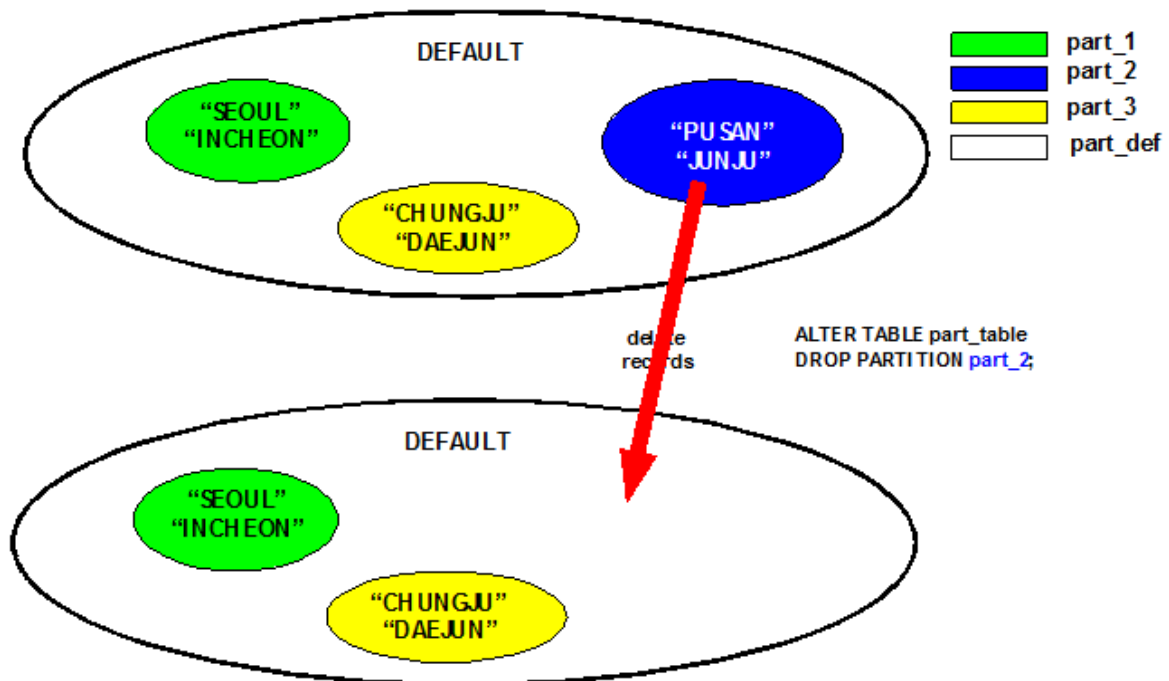 DEFAULT
“SEOUL”
“INCHEON”
“PUSAN”
“JUNJU”
“CHUNGJU”
“DAEJUN”
part_1
part_2
part_3
part_def
delete
records
ALTER TABLE part_table
DROP PARTITION part_2;
DEFAULT
“SEOUL”
“INCHEON”
“CHUNGJU”
“DAEJUN”